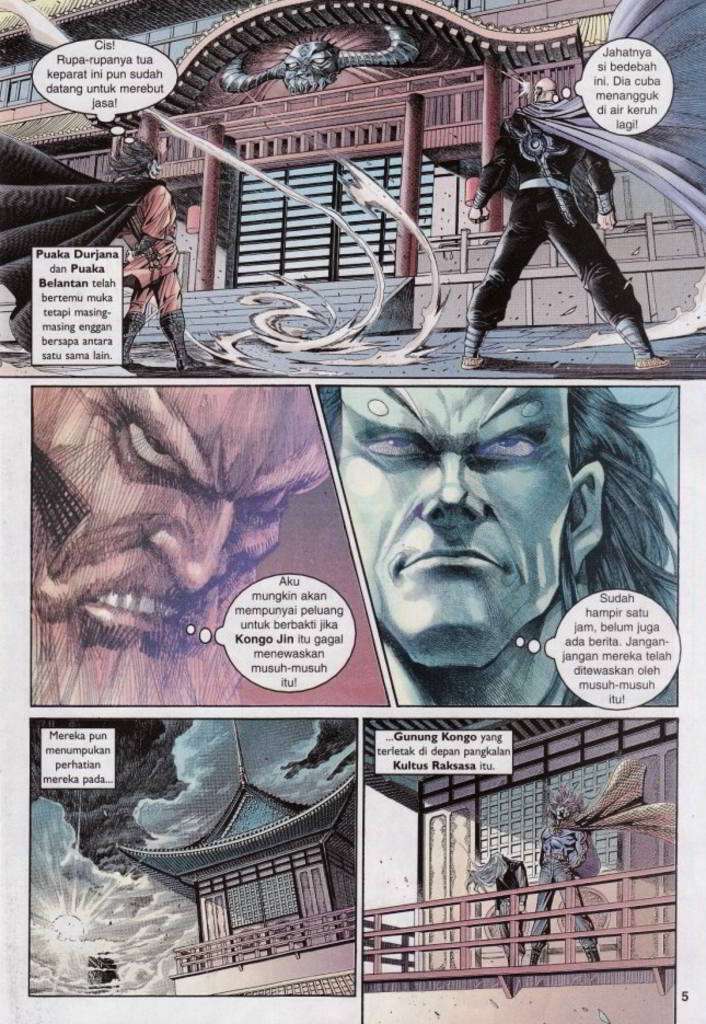 Cis!
Rupa-rupanya tua
keparat ini pun sudah
datang untuk merebut
jasa!
Jahatnya
si bedebah
ini. Dia cuba
menangguk
di air keruh
lagi!
Puaka Durjana
dan Puaka
Belantan telah
bertemu muka
tetapi masing-
masing enggan
bersapa antara
satu sama lain.
Aku
mungkin akan
mempunyai peluang
untuk berbakti jika
Kongo Jin itu gagal
menewaskan
musuh-musuh
itu!
Sudah
hampir satu
jam, belum juga
ada berita. Jangan-
jangan mereka telah
ditewaskan oleh
musuh-musuh
itu!
Mereka pun
menumpukan
perhatian
mereka pada...
...Gunung Kongo yang
terletak di depan pangkalan
Kultus Raksasa itu.
5